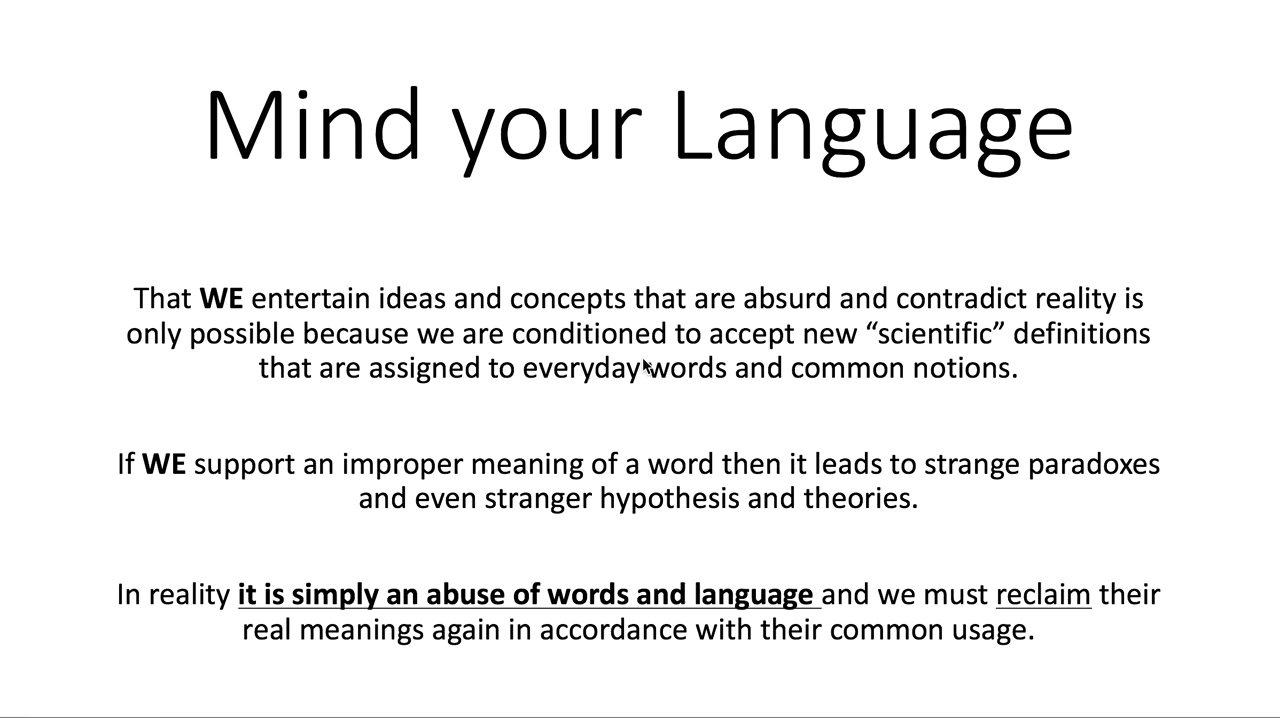 Mind your Language
That WE entertain ideas and concepts that are absurd and contradict reality is
only possible because we are conditioned to accept new “scientific” definitions
that are assigned to everyday words and common notions.
If WE support an improper meaning of a word then it leads to strange paradoxes
and even stranger hypothesis and theories.
In reality it is simply an abuse of words and language and we must reclaim their
real meanings again in accordance with their common usage.